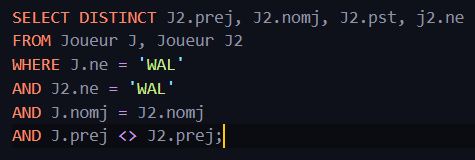 SELECT DISTINCT J2.prej, J2.nomj, J2.pst, j2.ne
FROM Joueur J, Joueur J2
WHERE J.ne = 'WAL'
AND J2.ne = 'WAL'
AND J.nomj = J2.nomj
AND J.prej <> J2.prej;